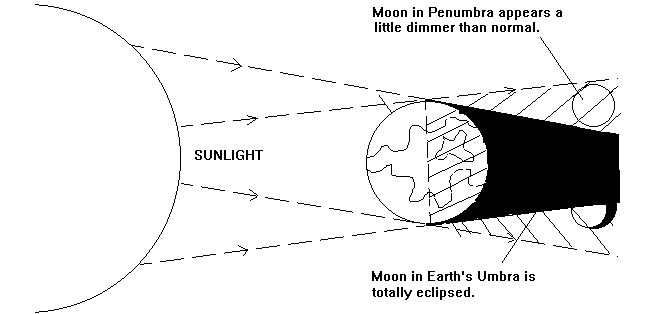 Moon in Penumbra appears a
little dimmer than normal.
SUNLIGHT
Moon in Earth's Umbra is
totally eclipsed.